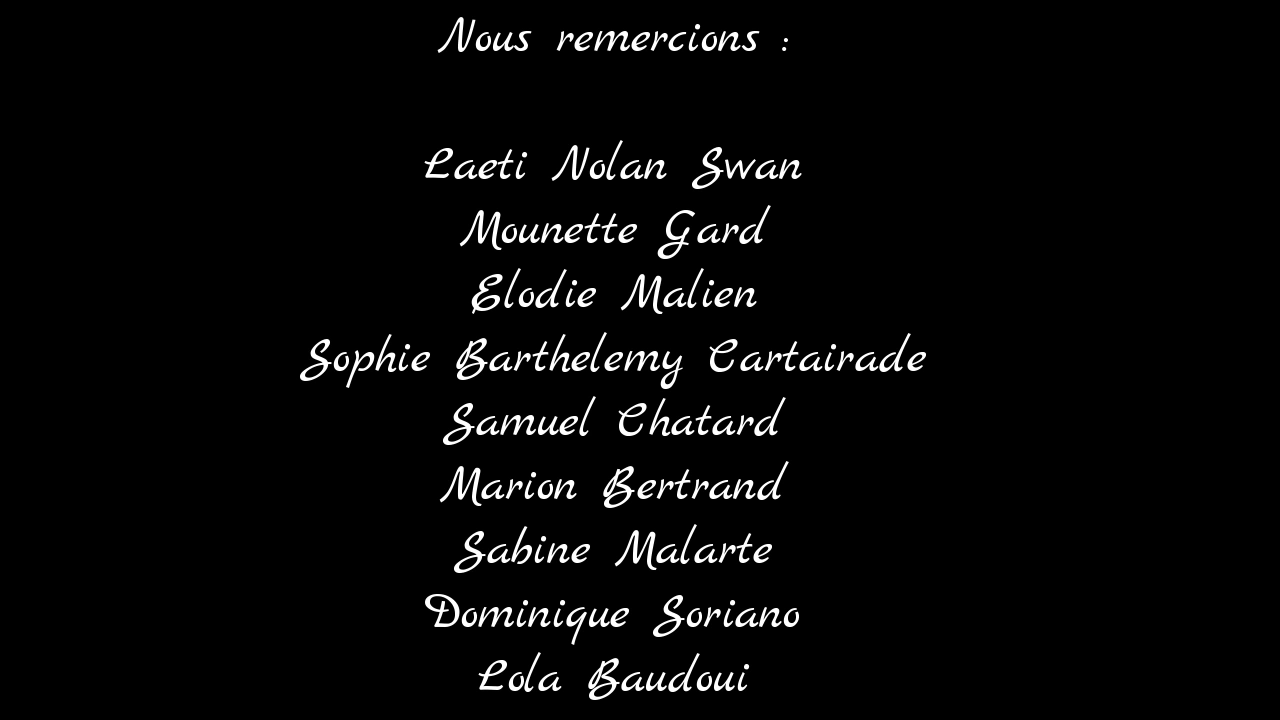 Nous remercions :
Laeti Nolan Swan
Mounette Gard
Elodie Malien
Sophie Barthelemy Cartairade
Samuel Chatard
Marion Bertrand
Sabine Malarte
Dominique Soriano
Lola Baudoui